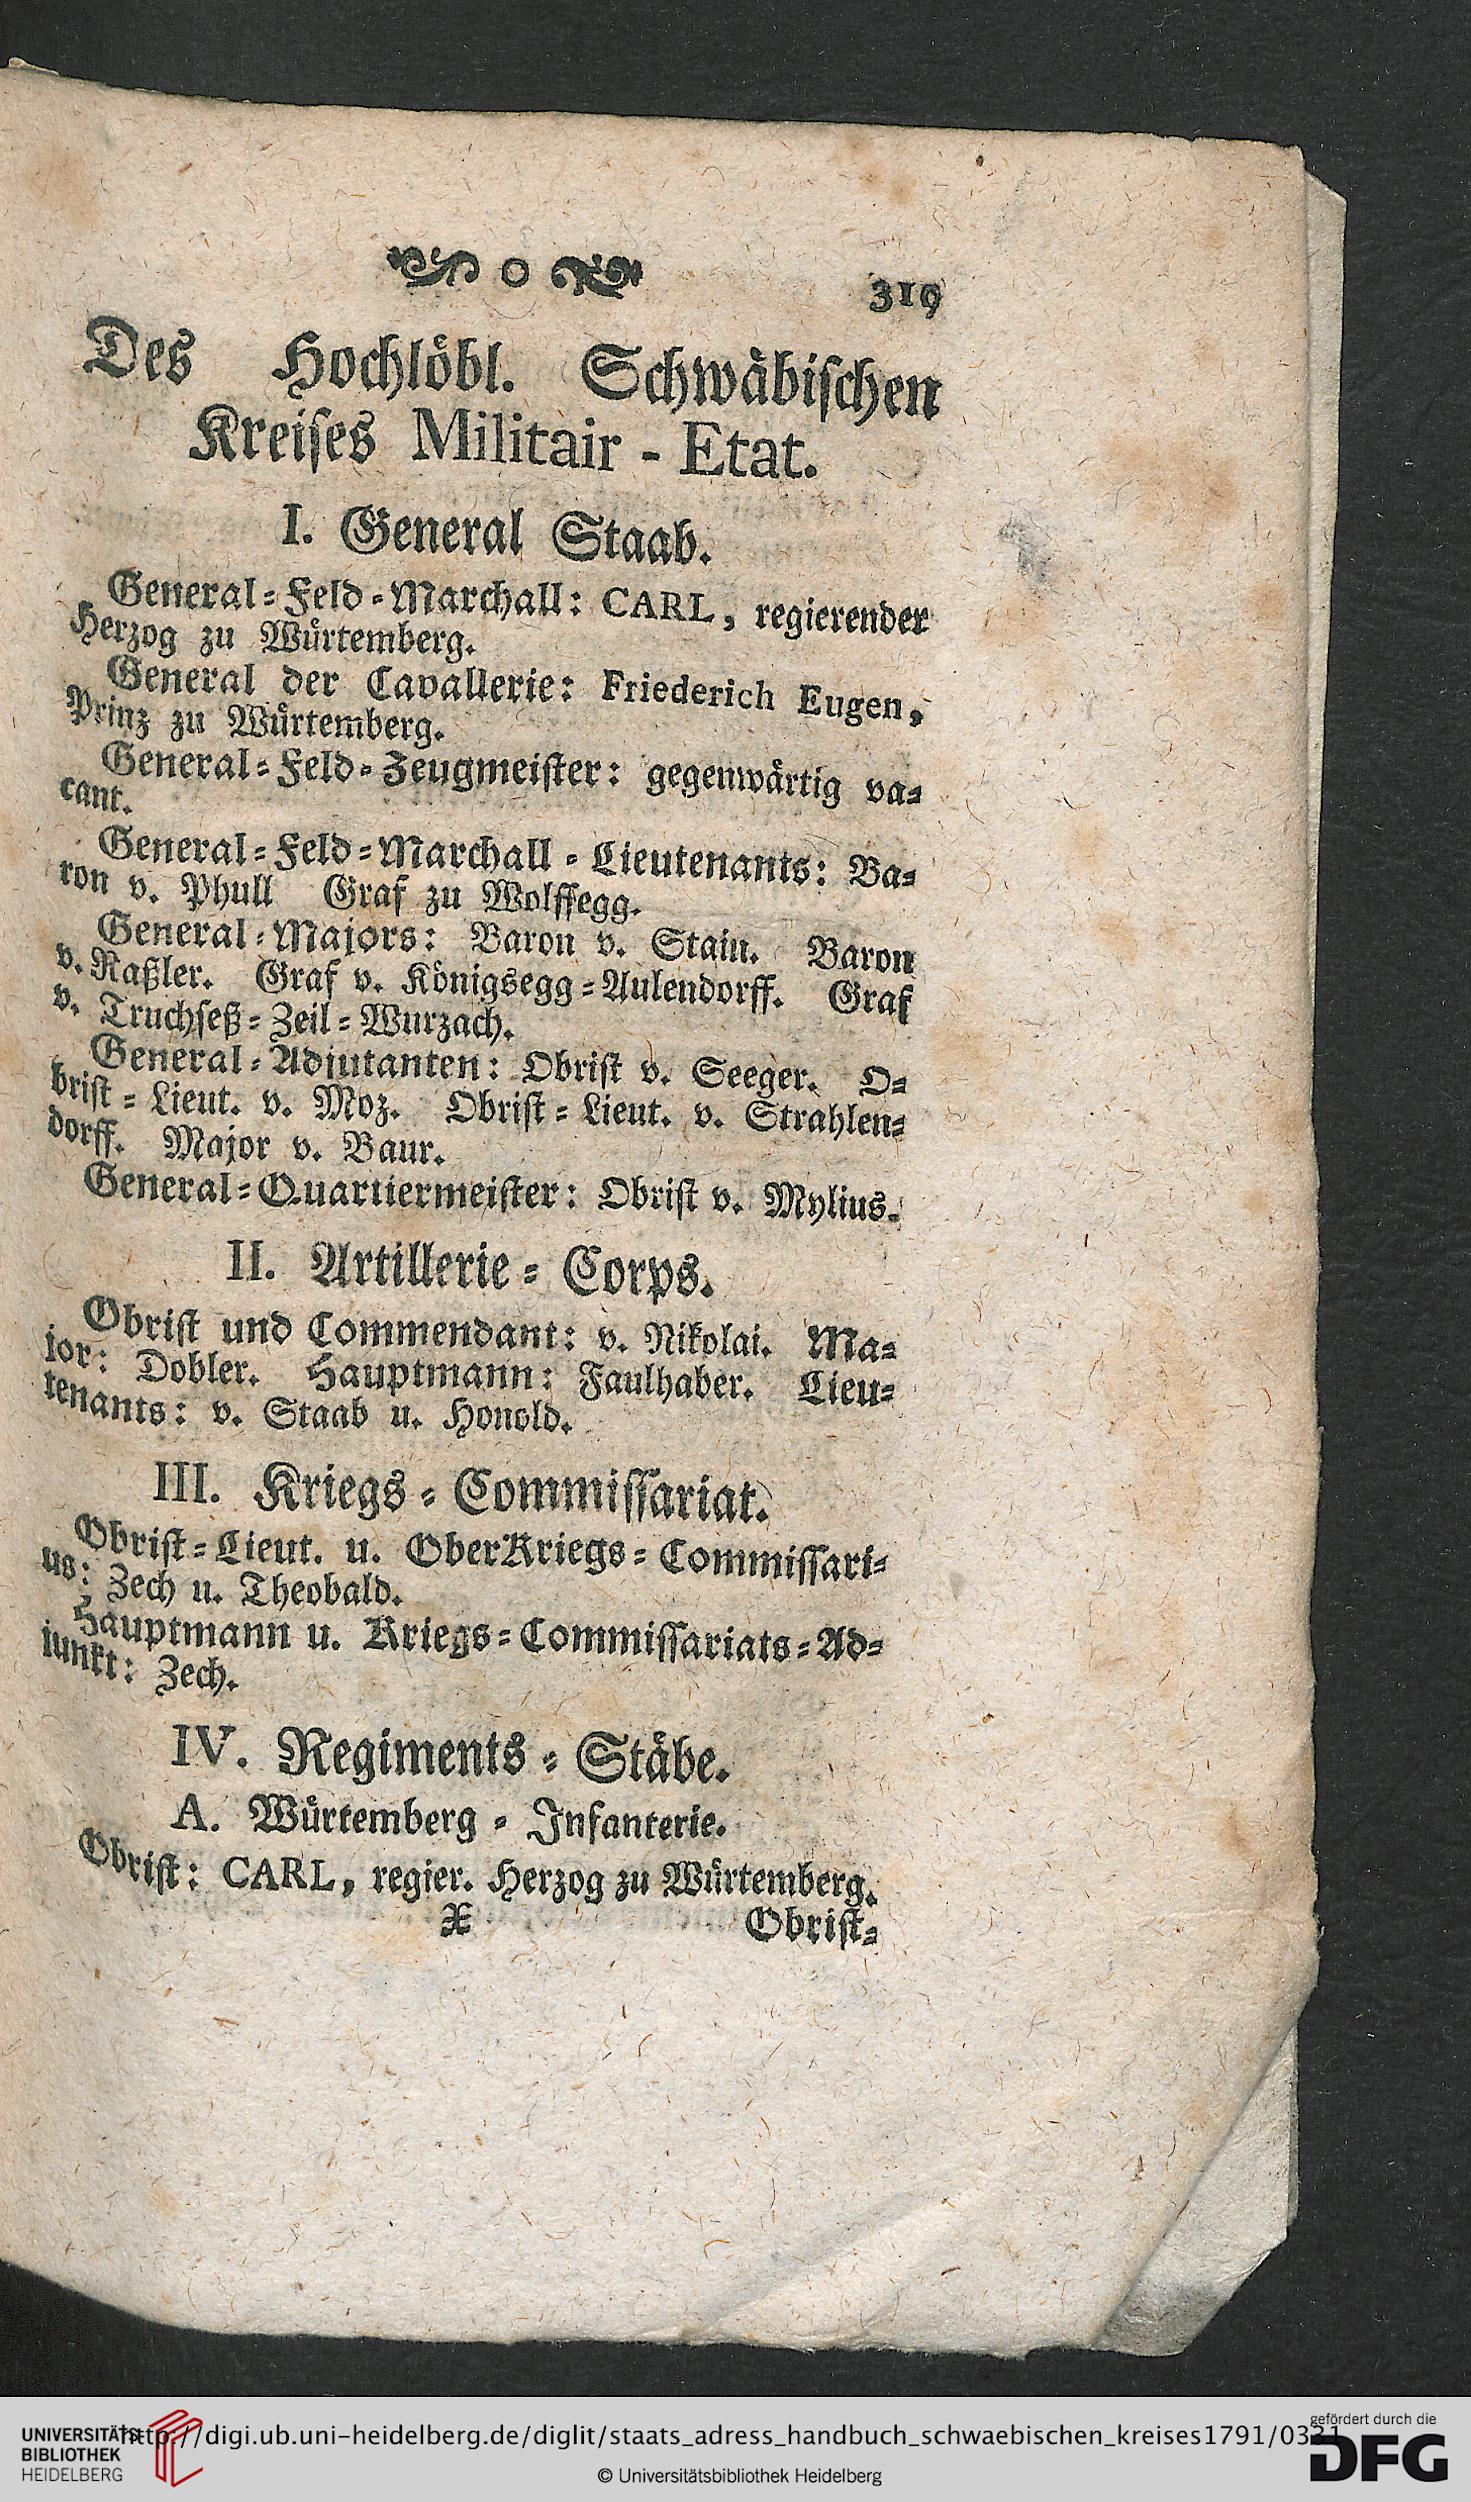 319
Des Hochlöbl. Schwäbischen
Kreises Militair - Etat.
I. General Staab.
General=Feld=Marchall: CARL, regierender
Herzog zu Würtemberg.
General der Cavallerie: Friederich Eugen,
Prinz zu Würtemberg.
General=Feld=Zeugmeister: gegenwärtig va=
cant.
General=Feld=Marchall=Lieutenants: Ba=
ron v. Phull Graf zu Wolffegg.
General=Majors: Baron v. Stain. Baron
v. Raßler. Graf v. Königsegg=Aulendorff. Graf
v. Truchseß=Zeil=Wurzach.
General=Adjutanten: Obrist v. Seeger. O=
brist=Lieut. v. Moz. Obrist=Lieut. v. Strahlen=
dorff. Major v. Baur.
General=Quartiermeister: Obrist v. Mylius.
II. Artillerie=Corps.
Obrist und Commendant: v. Nikolai. Ma=
jor: Dobler. Hauptmann: Faulhaber. Lieu=
tenants: v. Staab u. Honold.
III. Kriegs=Commissariat.
Obrist=Lieut. u. OberKriegs=Commissari=
us: Zech u. Theobald.
Hauptmann u. Kriegs=Commissariats=Ad=
junkt: Zech.
IV. Regiments=Stäbe.
A. Würtemberg=Infanterie.
Obrist: CARL, regier. Herzog zu Würtemberg.
X Obrist=
UNIVERSITÄTS
BIBLIOTHEK
HEIDELBERG
http://digi.ub.uni-heidelberg.de/diglit/staats_adress_handbuch_schwaebischen_kreises1791/0331
© Universitätsbibliothek Heidelberg
gefördert durch die
DFG